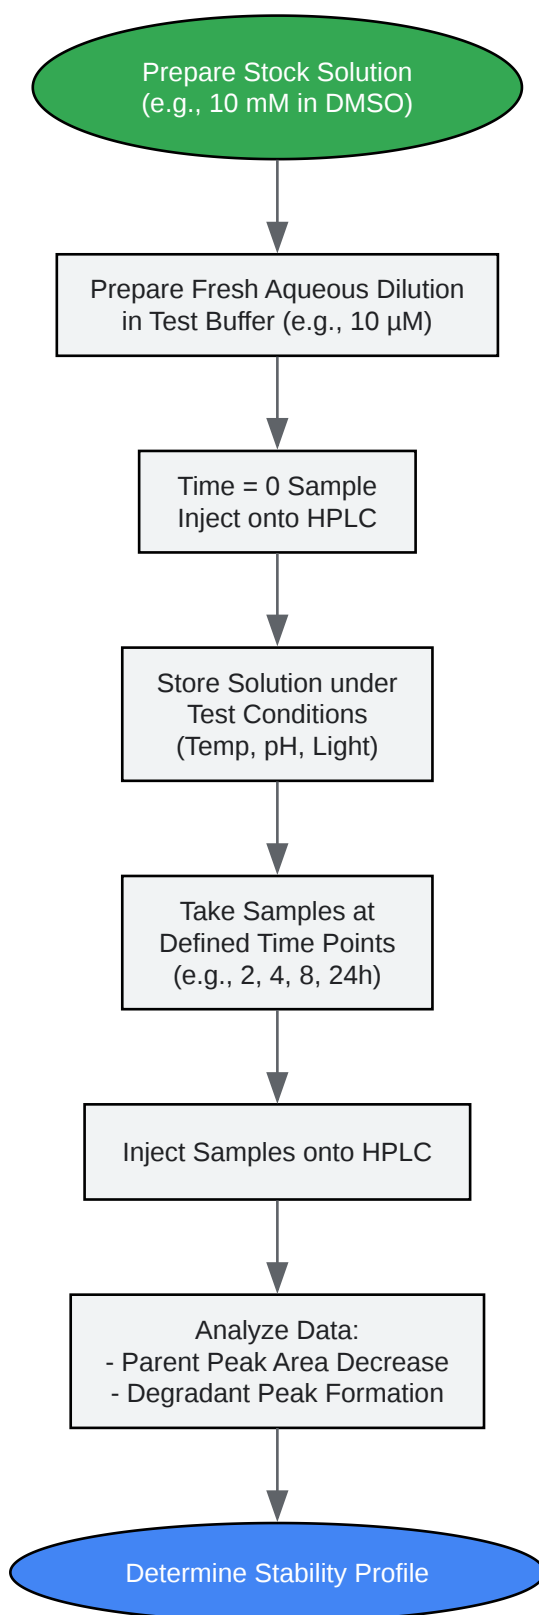 Prepare Stock Solution
(e.g., 10 mM in DMSO)
Prepare Fresh Aqueous Dilution
in Test Buffer (e.g., 10 µM)
Time = 0 Sample
Inject onto HPLC
Store Solution under
Test Conditions
(Temp, pH, Light)
Take Samples at
Defined Time Points
(e.g., 2, 4, 8, 24h)
Inject Samples onto HPLC
Analyze Data:
- Parent Peak Area Decrease
- Degradant Peak Formation
Determine Stability Profile